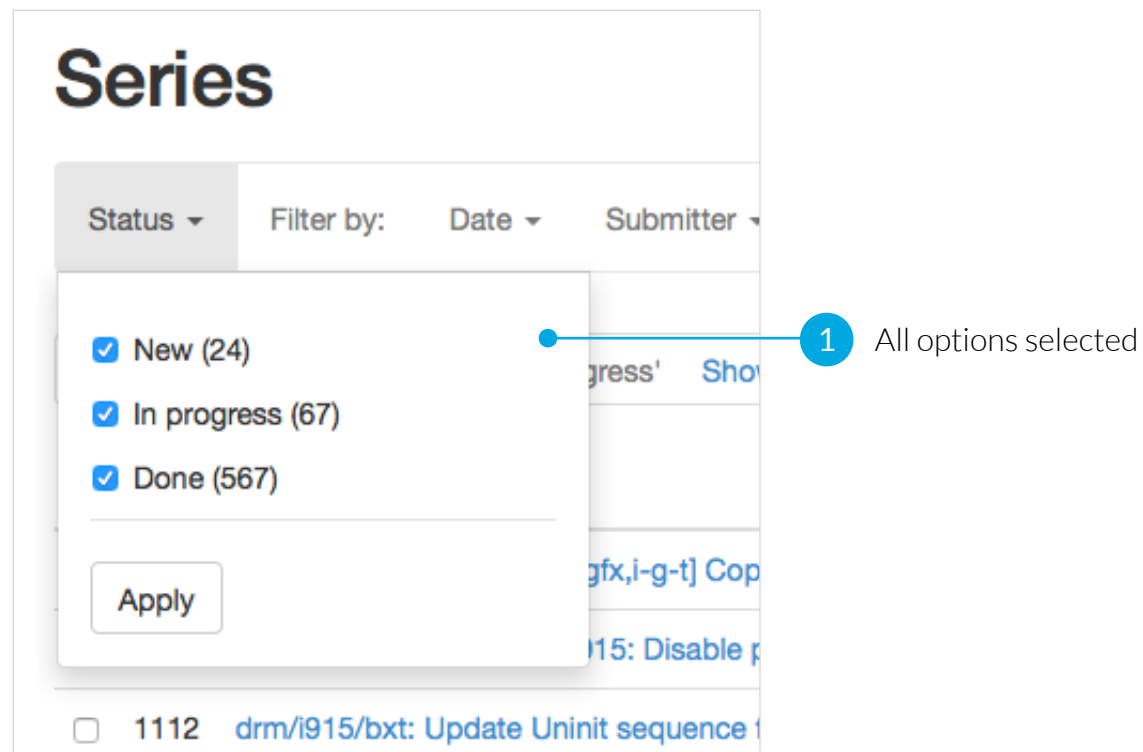 Series
Status Filter by: Date Submitter
New (24)
1 All options selected
gress' Show
In progress (67)
Done (567)
gfx,i-g-t] Cop
Apply
915: Disable p
1112 drm/i915/bxt: Update Uninit sequence f